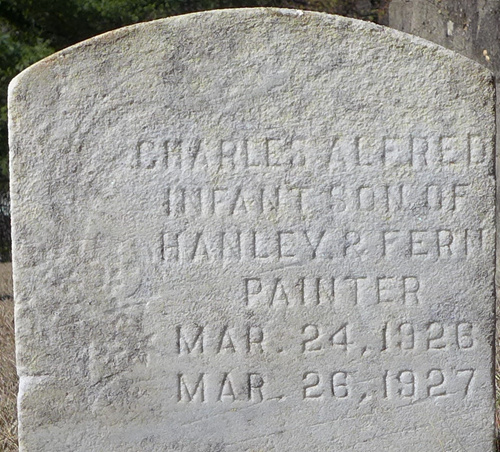 CHARLES ALFRED
INFANT SON OF
HANLEY & FERN
PAINTER
MAR. 24, 1926
MAR. 26, 1927